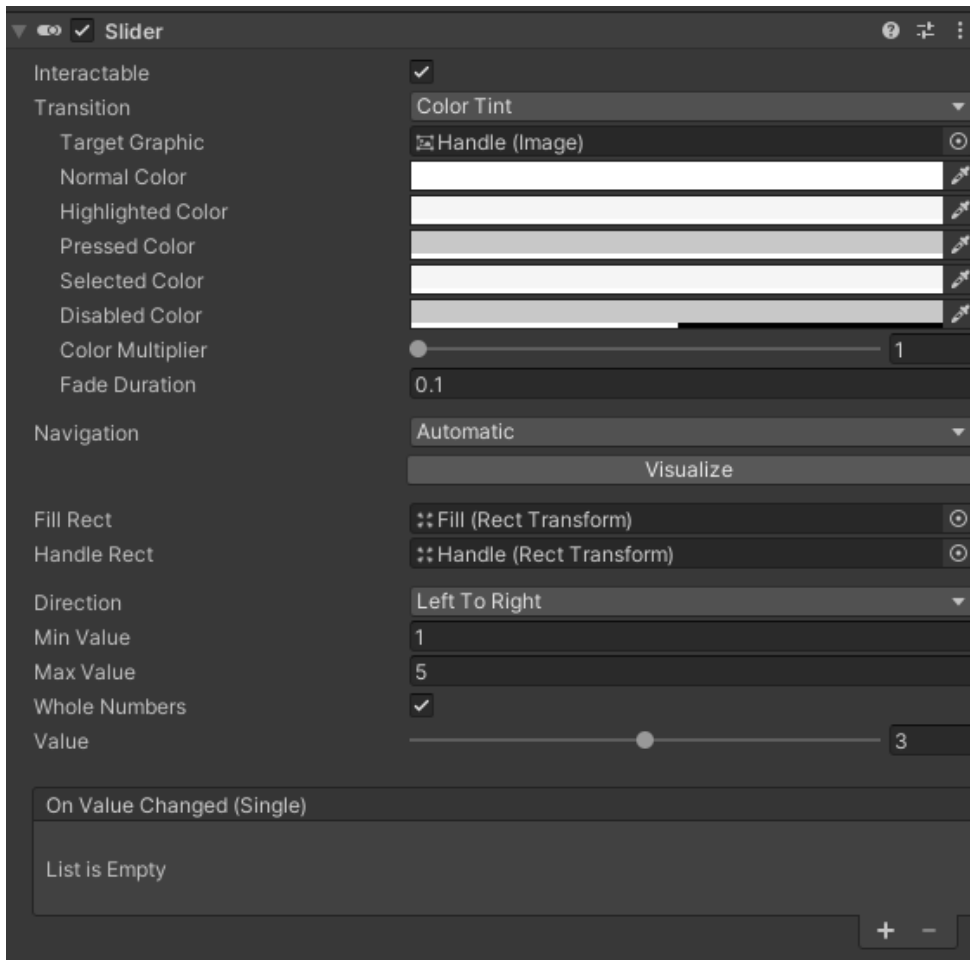 Slider
Interactable
Transition Color Tint
Target Graphic Handle (Image)
Normal Color
Highlighted Color
Pressed Color
Selected Color
Disabled Color
Color Multiplier 1
Fade Duration 0.1
Navigation Automatic
Visualize
Fill Rect Fill (Rect Transform)
Handle Rect Handle (Rect Transform)
Direction Left To Right
Min Value 1
Max Value 5
Whole Numbers
Value 3
On Value Changed (Single)
List is Empty